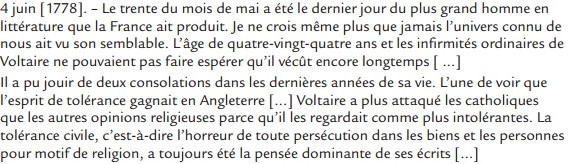 4 juin [1778]. – Le trente du mois de mai a été le dernier jour du plus grand homme en
littérature que la France ait produit. Je ne crois même plus que jamais l'univers connu de
nous ait vu son semblable. L'âge de quatre-vingt-quatre ans et les infirmités ordinaires de
Voltaire ne pouvaient pas faire espérer qu'il vécût encore longtemps [ ...]
Il a pu jouir de deux consolations dans les dernières années de sa vie. L'une de voir que
l'esprit de tolérance gagnait en Angleterre [...] Voltaire a plus attaqué les catholiques
que les autres opinions religieuses parce qu'il les regardait comme plus intolérantes. La
tolérance civile, c'est-à-dire l'horreur de toute persécution dans les biens et les personnes
pour motif de religion, a toujours été la pensée dominante de ses écrits [...]